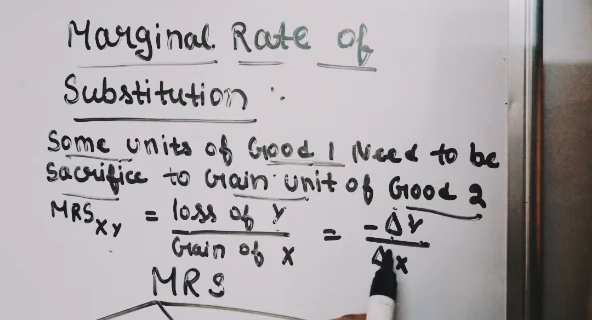 Marginal Rate of
Substitution :
Some units of Good 1 Need to be
Sacrifice to Gain unit of Good 2
MRSxy = loss of Y / Gain of X = -ΔY / ΔX
MRS